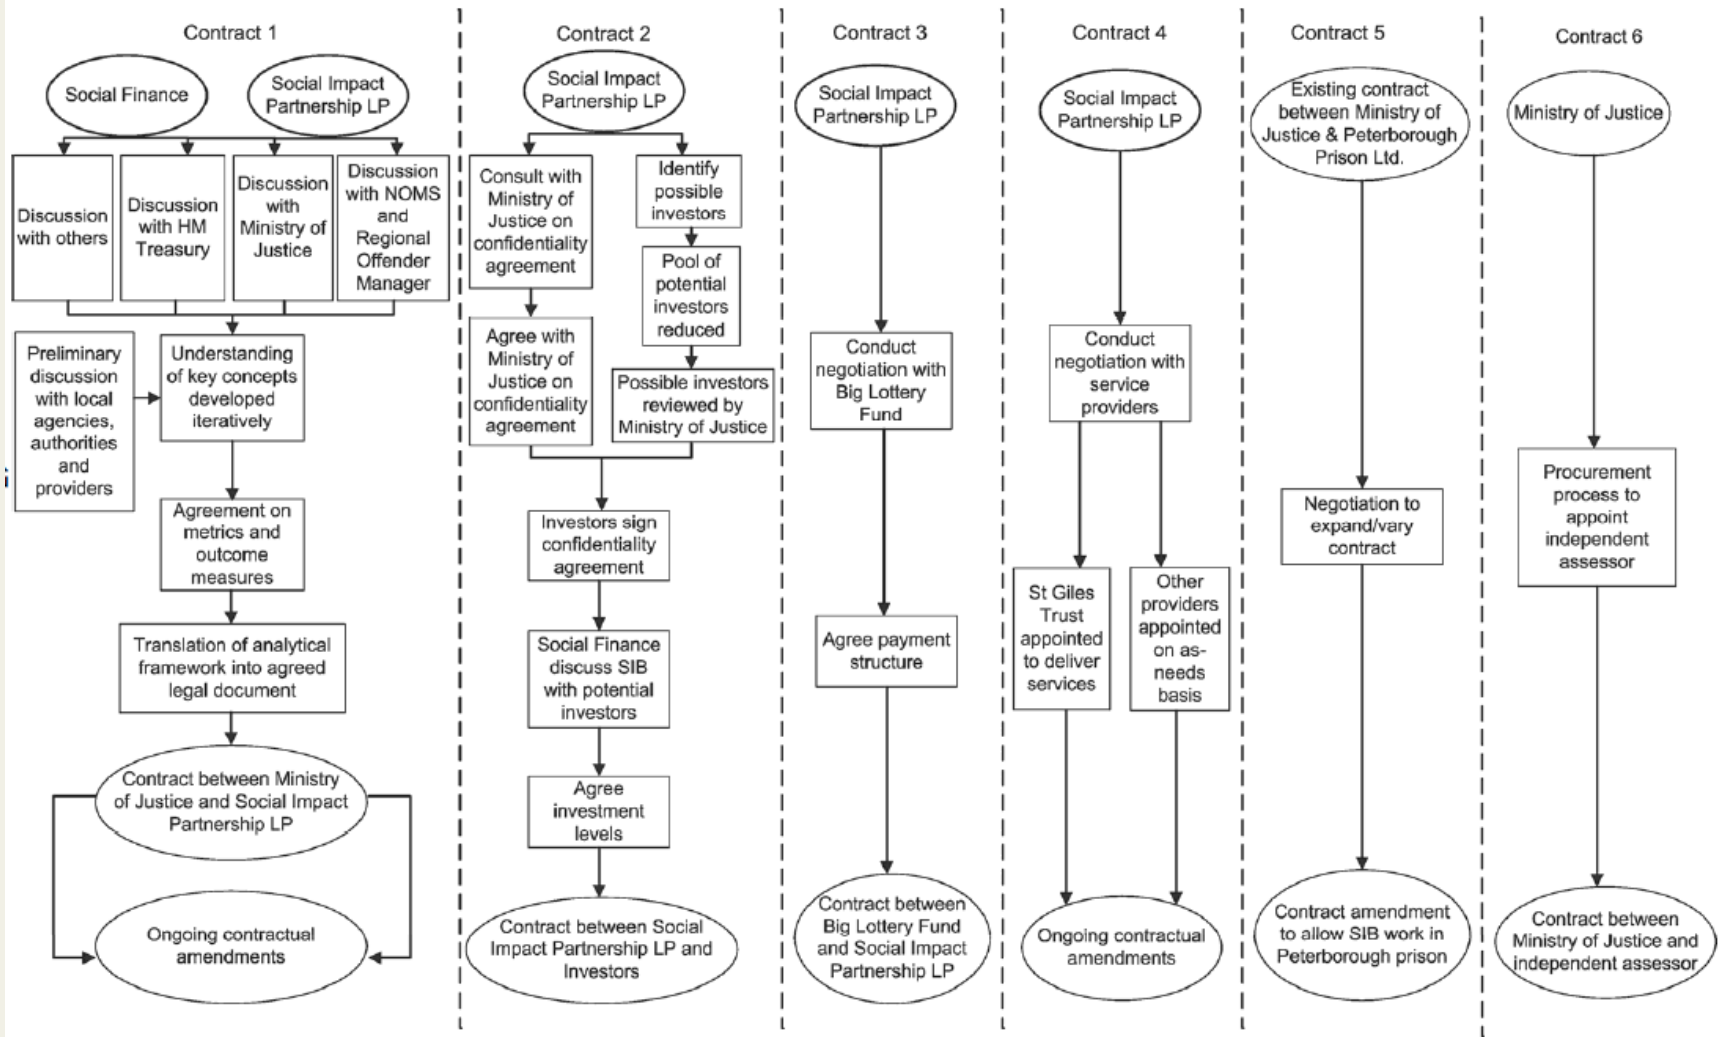 Contract 1
Social Finance
Social Impact
Partnership LP
Discussion
with others
Discussion
with HM
Treasury
Discussion
with
Ministry of
Justice
Discussion
with NOMS
and
Regional
Offender
Manager
Preliminary
discussion
with local
agencies,
authorities
and
providers
Understanding
of key concepts
developed
iteratively
Agreement on
metrics and
outcome
measures
Translation of analytical
framework into agreed
legal document
Contract between Ministry
of Justice and Social Impact
Partnership LP
Ongoing contractual
amendments
Contract 2
Social Impact
Partnership LP
Consult with
Ministry of
Justice on
confidentiality
agreement
Agree with
Ministry of
Justice on
confidentiality
agreement
Identify
possible
investors
Pool of
potential
investors
reduced
Possible investors
reviewed by
Ministry of Justice
Investors sign
confidentiality
agreement
Social Finance
discuss SIB
with potential
investors
Agree
investment
levels
Contract between Social
Impact Partnership LP and
Investors
Contract 3
Social Impact
Partnership LP
Conduct
negotiation with
Big Lottery
Fund
Agree payment
structure
Contract between
Big Lottery Fund
and Social Impact
Partnership LP
Contract 4
Social Impact
Partnership LP
Conduct
negotiation with
service
providers
St Giles
Trust
appointed
to deliver
services
Other
providers
appointed
on as-
needs
basis
Ongoing contractual
amendments
Contract 5
Existing contract
between Ministry of
Justice & Peterborough
Prison Ltd.
Negotiation to
expand/vary
contract
Contract amendment
to allow SIB work in
Peterborough prison
Contract 6
Ministry of Justice
Procurement
process to
appoint
independent
assessor
Contract between
Ministry of Justice and
independent assessor